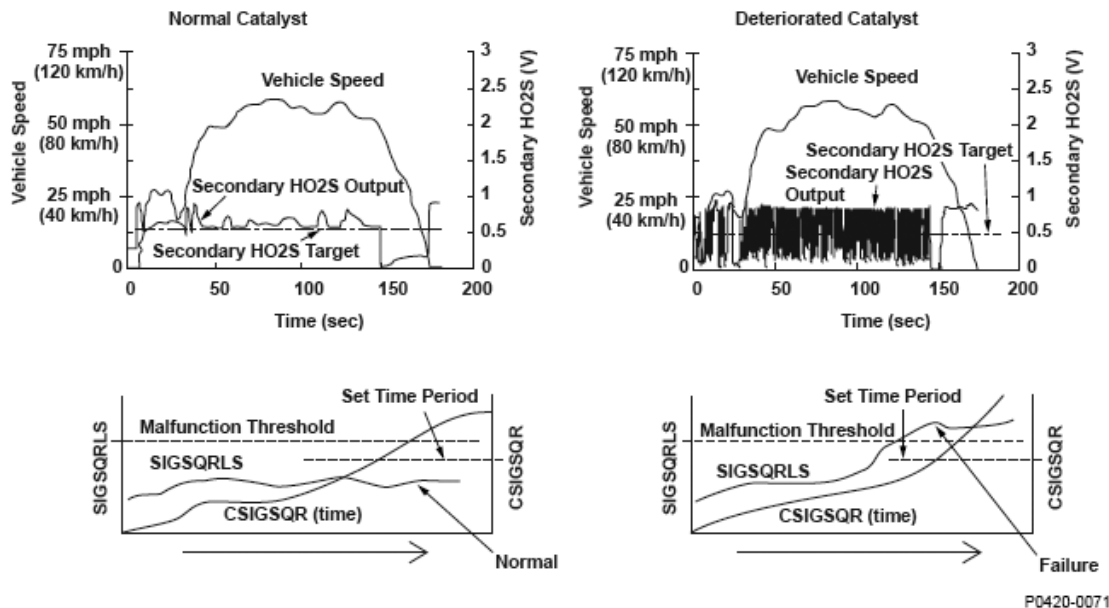 Normal Catalyst
75 mph
(120 km/h)
50 mph
(80 km/h)
25 mph
(40 km/h)
0
Vehicle Speed
Vehicle Speed
Secondary HO2S Output
Secondary HO2S Target
3
2.5
2
1.5
1
0.5
0
Secondary HO2S (V)
0 50 100 150 200
Time (sec)
Deteriorated Catalyst
75 mph
(120 km/h)
50 mph
(80 km/h)
25 mph
(40 km/h)
0
Vehicle Speed
Vehicle Speed
Secondary HO2S Target
Secondary HO2S
Output
3
2.5
2
1.5
1
0.5
0
Secondary HO2S (V)
0 50 100 150 200
Time (sec)
Set Time Period
Malfunction Threshold
SIGSQRLS
SIGSQRLS
CSIGSQR (time)
CSIGSQR
Normal
Set Time Period
Malfunction Threshold
SIGSQRLS
SIGSQRLS
CSIGSQR (time)
CSIGSQR
Failure
P0420-0071